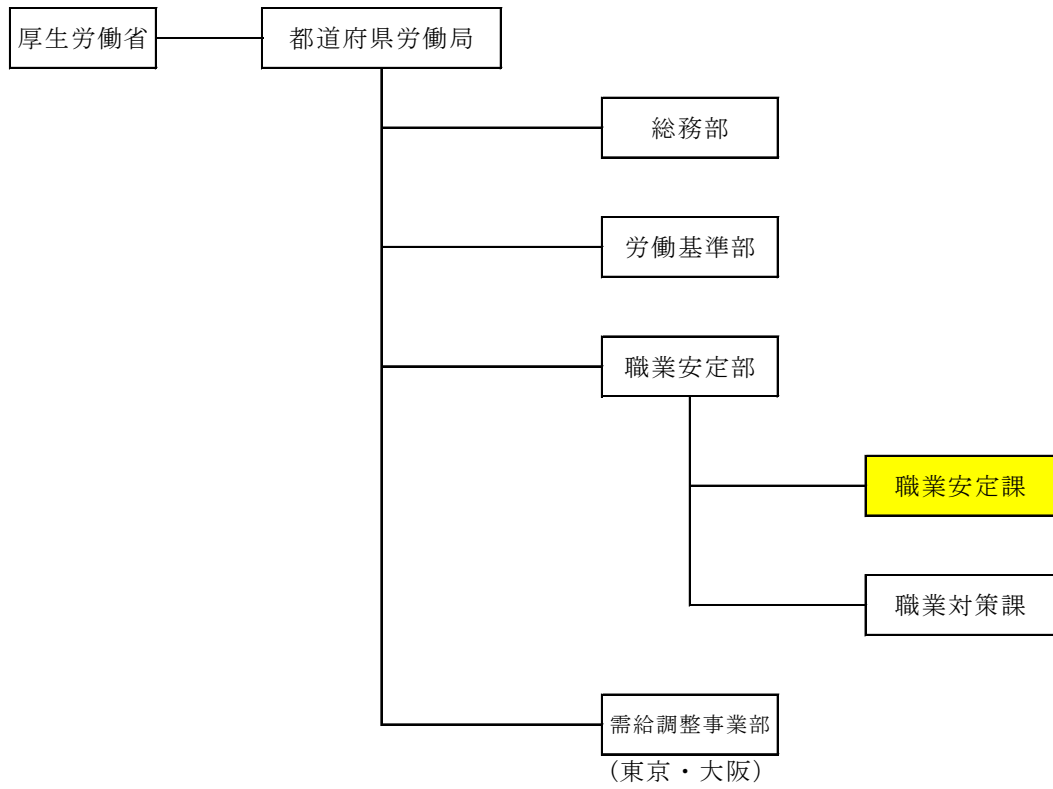 厚生労働省
都道府県労働局
総務部
労働基準部
職業安定部
職業安定課
職業対策課
需給調整事業部
（東京・大阪）